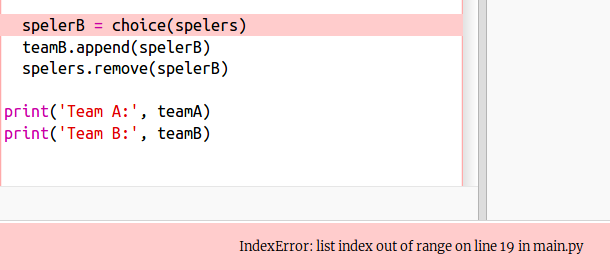 spelerB = choice(spelers)
teamB.append(spelerB)
spelers.remove(spelerB)
print('Team A:', teamA)
print('Team B:', teamB)
IndexError: list index out of range on line 19 in main.py